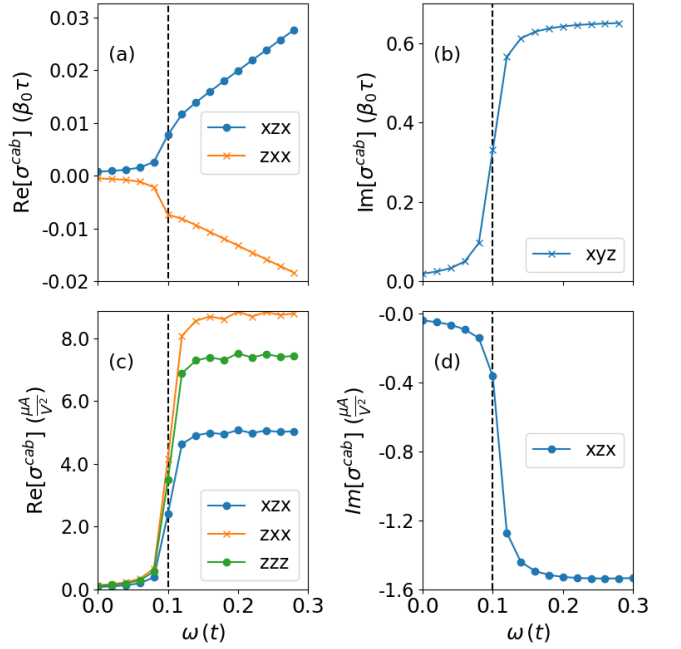 (a)
Re[σ^{cab}] (β₀ τ)
0.03
0.02
0.01
0.00
-0.01
-0.02
xzx
zxx
(b)
Im[σ^{cab}] (β₀ τ)
0.6
0.4
0.2
0.0
xyz
(c)
Re[σ^{cab}] (μA/V²)
8.0
6.0
4.0
2.0
0.0
xzx
zxx
zzz
0.0 0.1 0.2 0.3
ω (t)
(d)
Im[σ^{cab}] (μA/V²)
-0.0
-0.4
-0.8
-1.2
-1.6
xzx
0.0 0.1 0.2 0.3
ω (t)